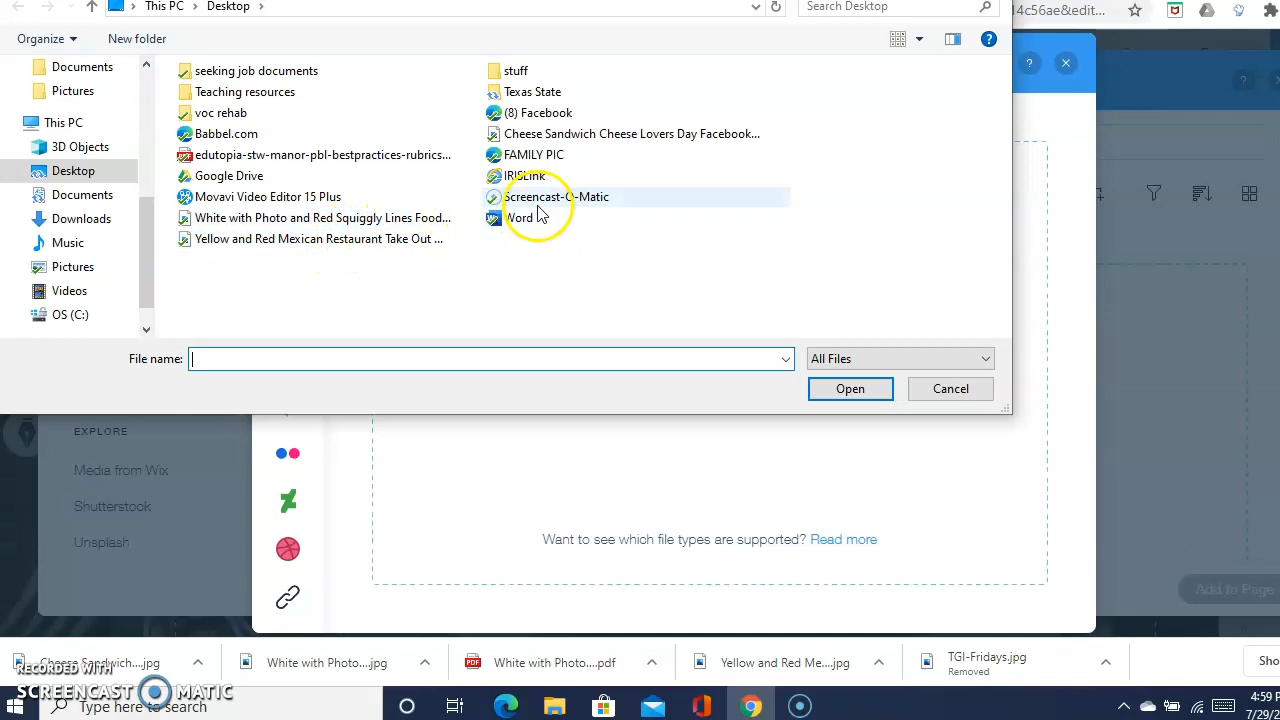 This PC > Desktop >
Search Desktop
14c56ae&edit...
Organize
New folder
Documents
Pictures
This PC
3D Objects
Desktop
Documents
Downloads
Music
Pictures
Videos
OS (C:)
seeking job documents
Teaching resources
voc rehab
Babbel.com
edutopia-stw-manor-pbl-bestpractices-rubrics...
Google Drive
Movavi Video Editor 15 Plus
White with Photo and Red Squiggly Lines Food...
Yellow and Red Mexican Restaurant Take Out ...
stuff
Texas State
(8) Facebook
Cheese Sandwich Cheese Lovers Day Facebook...
FAMILY PIC
IRISLink
Screencast-O-Matic
Word
File name:
All Files
Open
Cancel
EXPLORE
Media from Wix
Shutterstock
Unsplash
Want to see which file types are supported? Read more
Add to Page
Cheese Sandwich....jpg
White with Photo....jpg
White with Photo....pdf
Yellow and Red Me....jpg
TGI-Fridays.jpg
Removed
Sho
RECORDED WITH
SCREENCAST MATIC
Type here to search
4:59 P
7/29/2